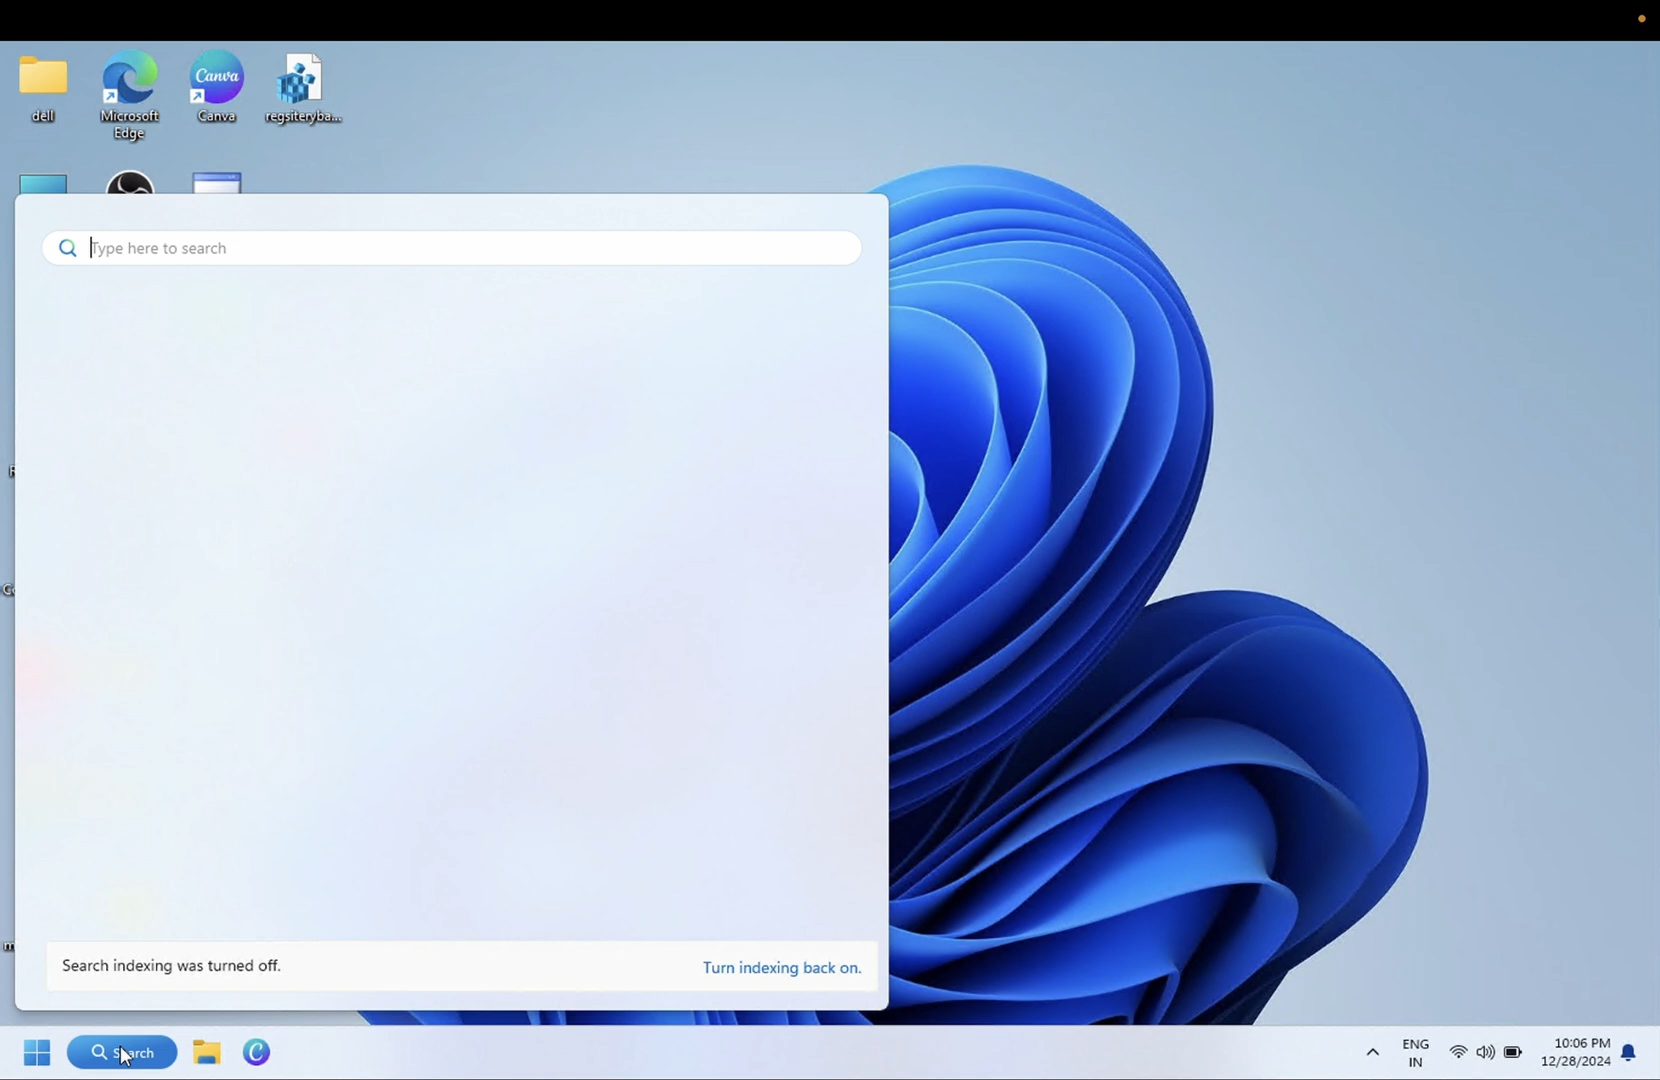 dell
Microsoft
Edge
Canva
Canva
regsiteryba...
Type here to search
Search indexing was turned off.
Turn indexing back on.
Search
ENG
IN
10:06 PM
12/28/2024